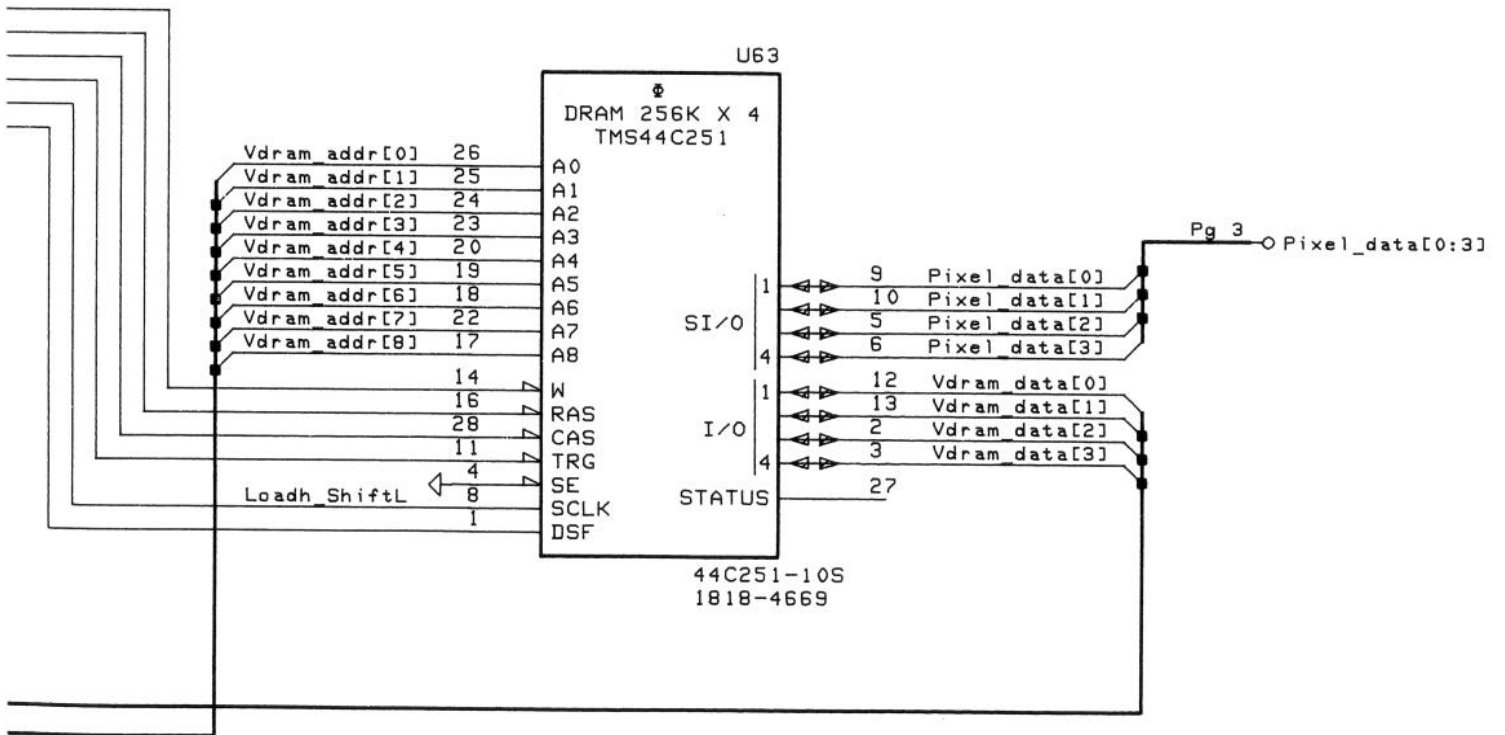 U63
Φ
DRAM 256K X 4
TMS44C251
Vdram_addr[0] 26 A0
Vdram_addr[1] 25 A1
Vdram_addr[2] 24 A2
Vdram_addr[3] 23 A3
Vdram_addr[4] 20 A4
Vdram_addr[5] 19 A5
Vdram_addr[6] 18 A6
Vdram_addr[7] 22 A7
Vdram_addr[8] 17 A8
14 W
16 RAS
28 CAS
11 TRG
4 SE
Loadh_ShiftL 8 SCLK
1 DSF
Pg 3 Pixel_data[0:3]
1 9 Pixel_data[0]
10 Pixel_data[1]
SI/O 5 Pixel_data[2]
4 6 Pixel_data[3]
1 12 Vdram_data[0]
13 Vdram_data[1]
I/O 2 Vdram_data[2]
4 3 Vdram_data[3]
STATUS 27
44C251-10S
1818-4669